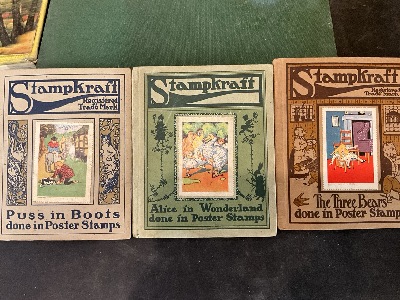 Stampkraft
Registered
Trade Mark
Puss in Boots
done in Poster Stamps
Stampkraft
Alice in Wonderland
done in Poster Stamps
Stampkraft
Registered
Trade Mark
The Three Bears
done in Poster Stamps